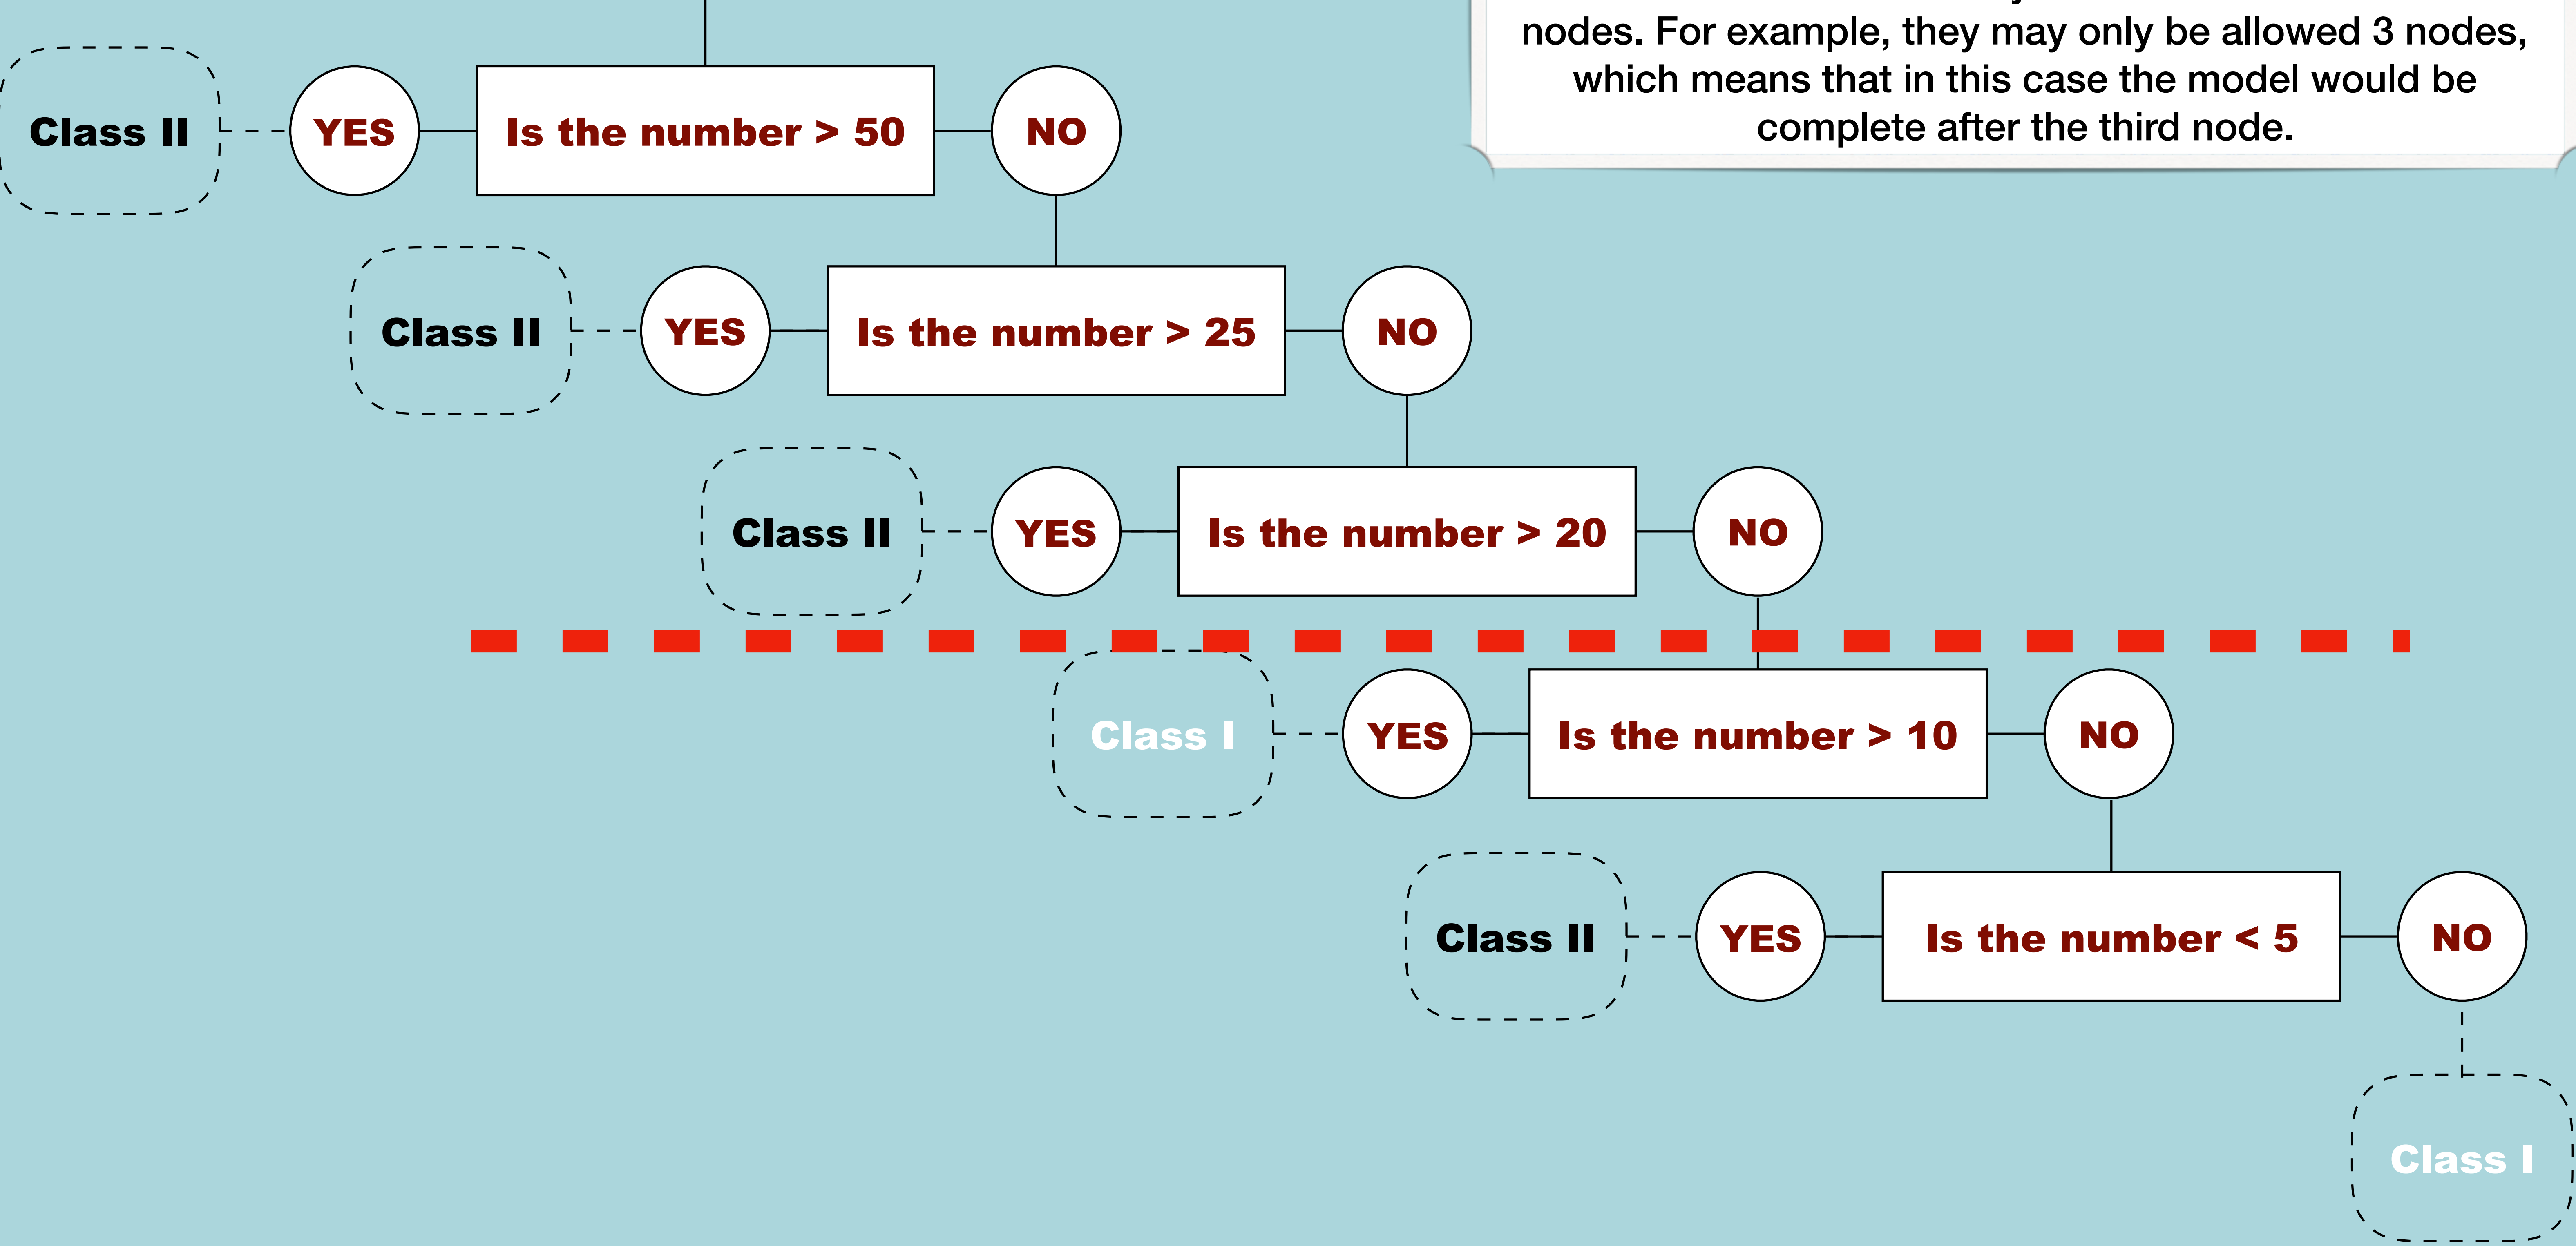 nodes. For example, they may only be allowed 3 nodes,
which means that in this case the model would be
complete after the third node.
Class II YES Is the number > 50 NO
Class II YES Is the number > 25 NO
Class II YES Is the number > 20 NO
Class I YES Is the number > 10 NO
Class II YES Is the number < 5 NO
Class I